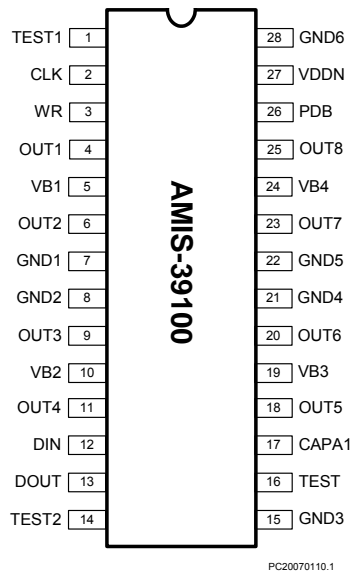 TEST1 1 28 GND6
CLK 2 27 VDDN
WR 3 26 PDB
OUT1 4 25 OUT8
VB1 5 24 VB4
OUT2 6 23 OUT7
GND1 7 22 GND5
GND2 8 21 GND4
OUT3 9 20 OUT6
VB2 10 19 VB3
OUT4 11 18 OUT5
DIN 12 17 CAPA1
DOUT 13 16 TEST
TEST2 14 15 GND3
AMIS-39100
PC20070110.1